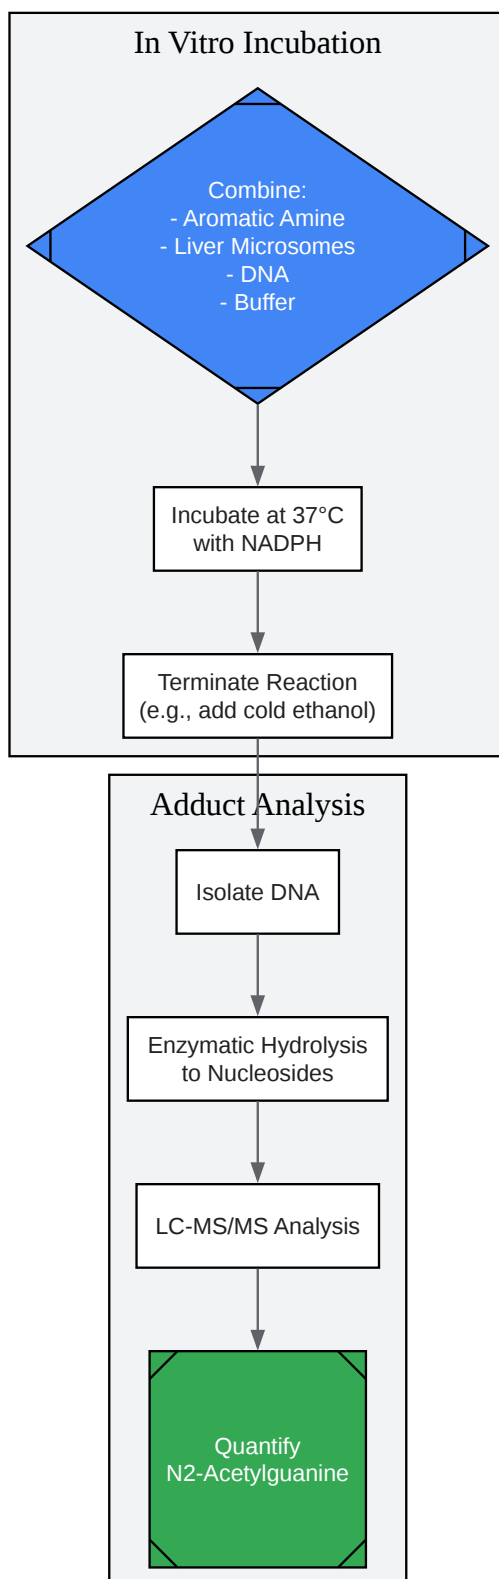 In Vitro Incubation
Combine:
- Aromatic Amine
- Liver Microsomes
- DNA
- Buffer
Incubate at 37°C
with NADPH
Terminate Reaction
(e.g., add cold ethanol)
Adduct Analysis
Isolate DNA
Enzymatic Hydrolysis
to Nucleosides
LC-MS/MS Analysis
Quantify
N2-Acetylguanine